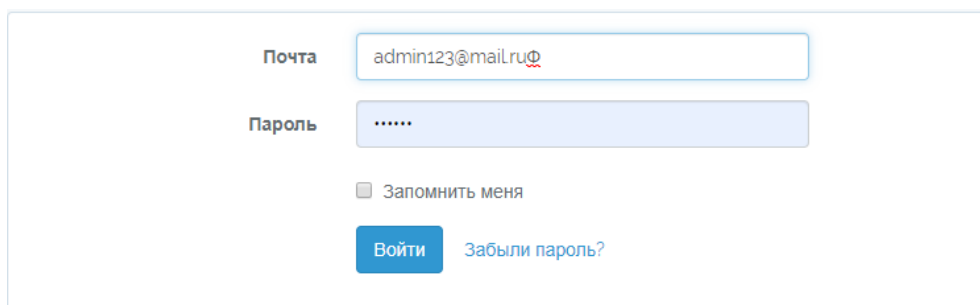 Почта admin123@mail.ruФ
Пароль ••••••
Запомнить меня
Войти Забыли пароль?